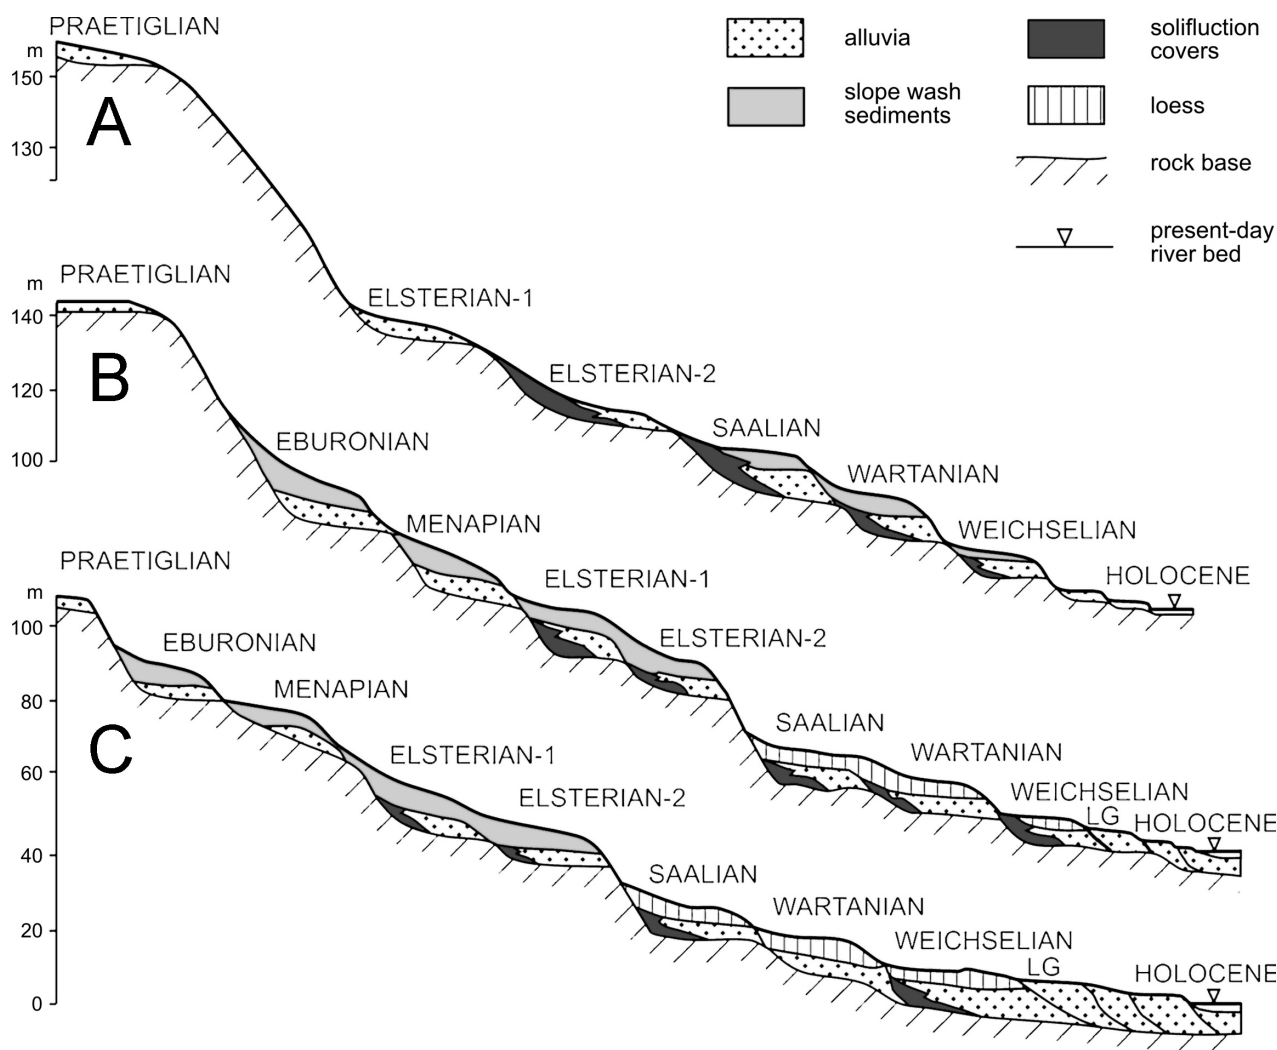 PRAETIGLIAN
m
150
130
A
alluvia
slope wash
sediments
solifluction
covers
loess
rock base
present-day
river bed
ELSTERIAN-1
ELSTERIAN-2
SAALIAN
WARTANIAN
WEICHSELIAN
HOLOCENE
PRAETIGLIAN
m
140
120
100
B
EBURONIAN
MENAPIAN
ELSTERIAN-1
ELSTERIAN-2
SAALIAN
WARTANIAN
WEICHSELIAN
LG
HOLOCENE
PRAETIGLIAN
m
100
80
60
40
20
0
C
EBURONIAN
MENAPIAN
ELSTERIAN-1
ELSTERIAN-2
SAALIAN
WARTANIAN
WEICHSELIAN
LG
HOLOCENE